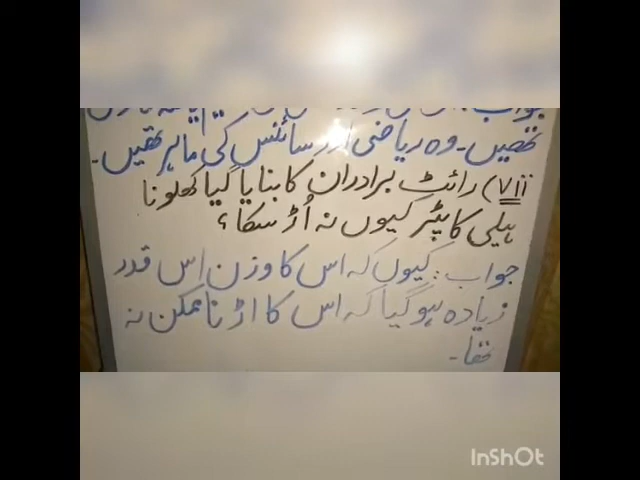 جواب:
تھیں۔ وہ ریاضی اور سائنس کی ماہر تھیں۔
vii) رائٹ برادران کا بنایا گیا کھلونا
ہیلی کاپٹر کیوں نہ اُڑ سکا؟
جواب: کیوں کہ اس کا وزن اس قدر
زیادہ ہو گیا کہ اس کا اڑنا ممکن نہ
تھا۔
InShOt